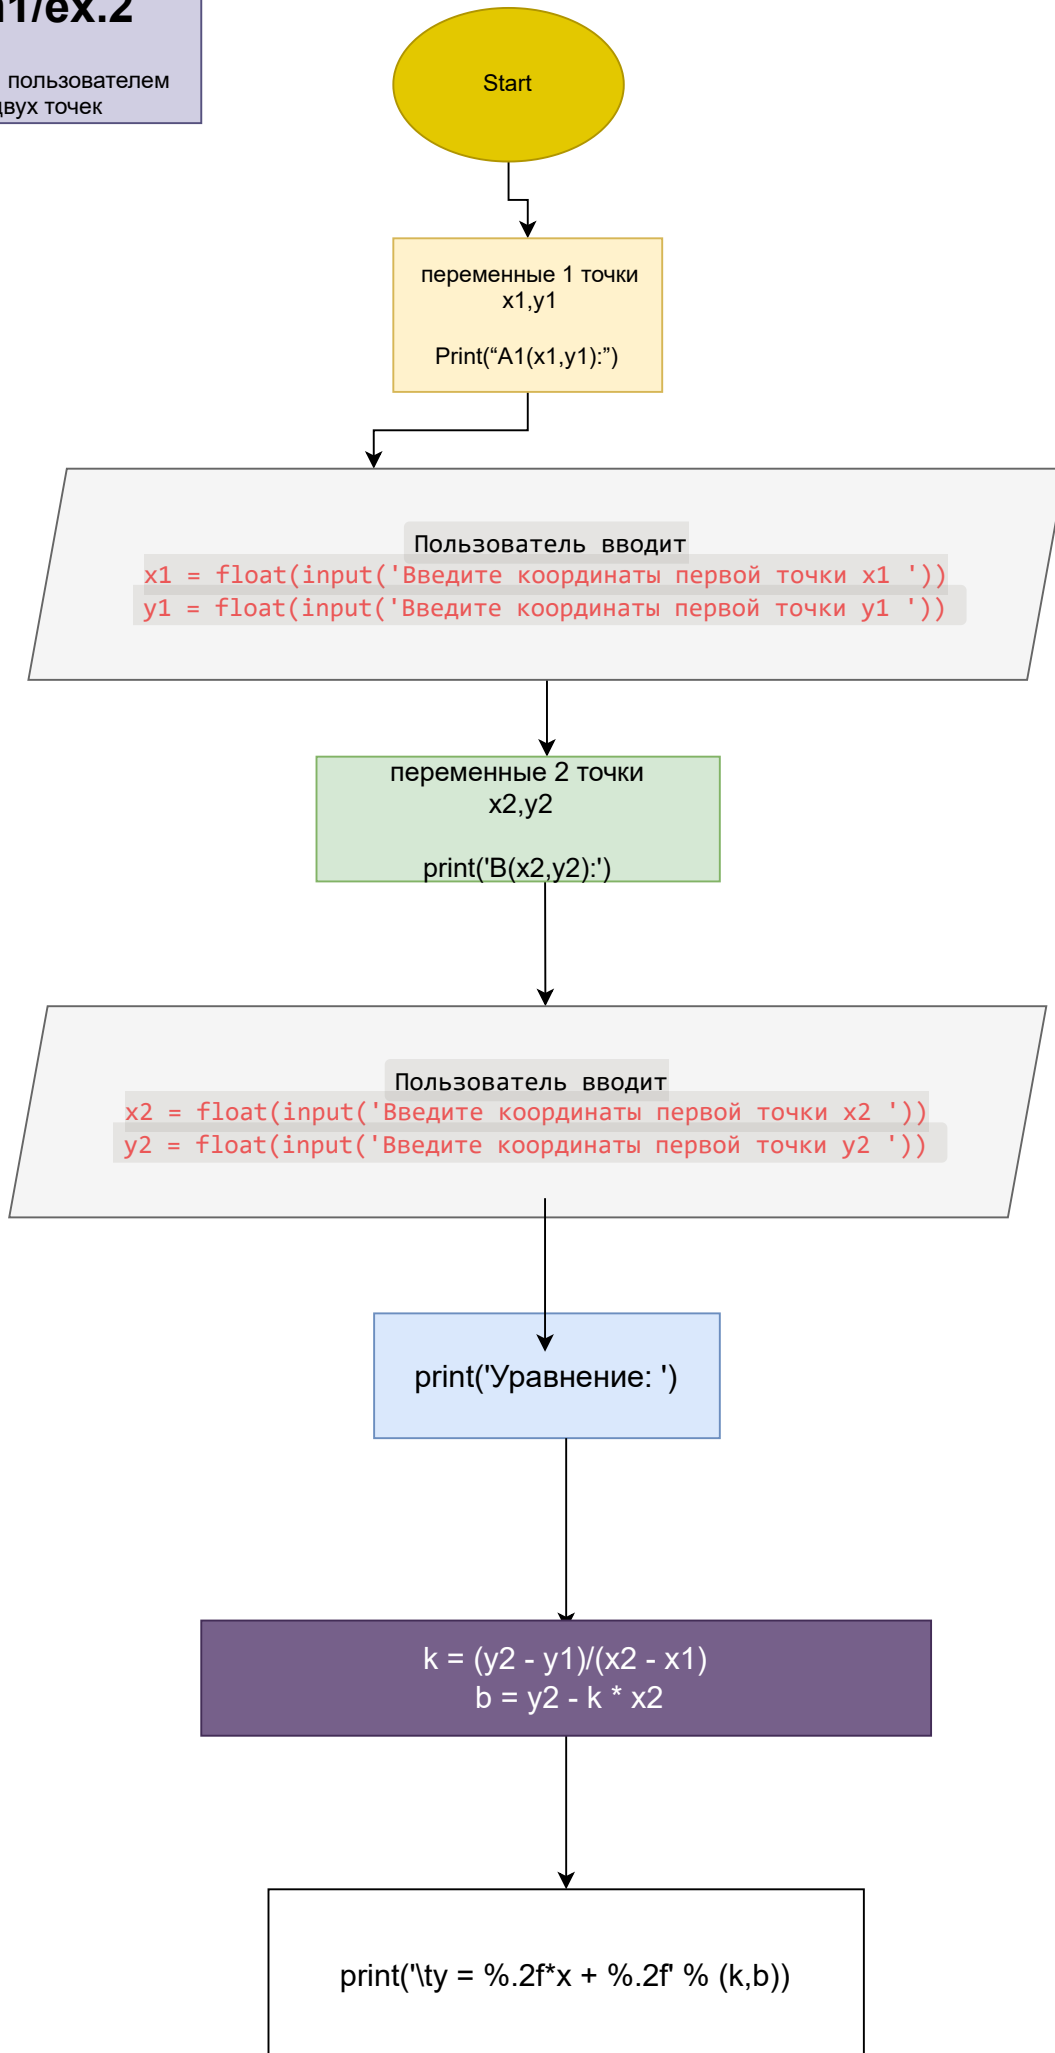 пользователем
двух точек
Start
переменные 1 точки
x1,y1
Print(“A1(x1,y1):”)
Пользователь вводит
x1 = float(input('Введите координаты первой точки x1 '))
y1 = float(input('Введите координаты первой точки y1 '))
переменные 2 точки
x2,y2
print('B(x2,y2):')
Пользователь вводит
x2 = float(input('Введите координаты первой точки x2 '))
y2 = float(input('Введите координаты первой точки y2 '))
print('Уравнение: ')
k = (y2 - y1)/(x2 - x1)
b = y2 - k * x2
print('\ty = %.2f*x + %.2f' % (k,b))